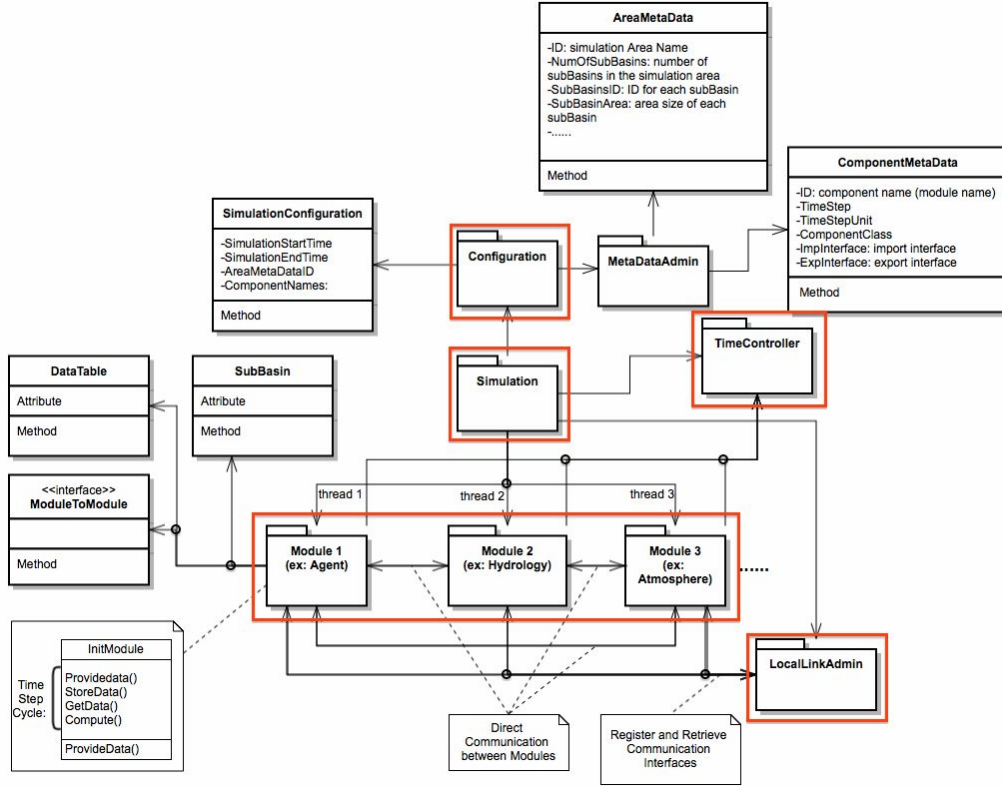 AreaMetaData
-ID: simulation Area Name
-NumOfSubBasins: number of
subBasins in the simulation area
-SubBasinsID: ID for each subBasin
-SubBasinArea: area size of each
subBasin
-......
Method
ComponentMetaData
-ID: component name (module name)
-TimeStep
-TimeStepUnit
-ComponentClass
-ImpInterface: import interface
-ExpInterface: export interface
Method
SimulationConfiguration
-SimulationStartTime
-SimulationEndTime
-AreaMetaDataID
-ComponentNames:
Method
Configuration
MetaDataAdmin
TimeController
Simulation
DataTable
Attribute
Method
SubBasin
Attribute
Method
<<interface>>
ModuleToModule
Method
thread 1
thread 2
thread 3
Module 1
(ex: Agent)
Module 2
(ex: Hydrology)
Module 3
(ex:
Atmosphere)
......
LocalLinkAdmin
InitModule
Time
Step
Cycle:
Providedata()
StoreData()
GetData()
Compute()
ProvideData()
Direct
Communication
between Modules
Register and Retrieve
Communication
Interfaces